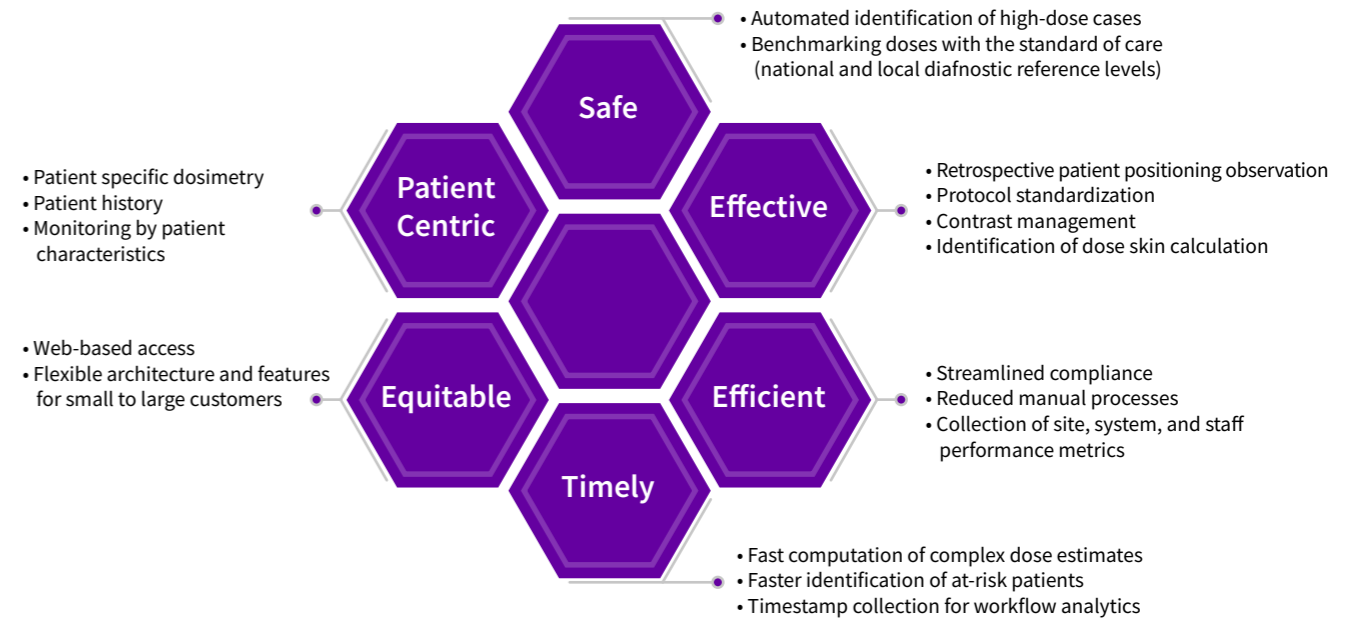 • Automated identification of high-dose cases
• Benchmarking doses with the standard of care
(national and local diafnostic reference levels)
Safe
• Patient specific dosimetry
• Patient history
• Monitoring by patient
characteristics
Patient
Centric
Effective
• Retrospective patient positioning observation
• Protocol standardization
• Contrast management
• Identification of dose skin calculation
• Web-based access
• Flexible architecture and features
for small to large customers
Equitable
Efficient
• Streamlined compliance
• Reduced manual processes
• Collection of site, system, and staff
performance metrics
Timely
• Fast computation of complex dose estimates
• Faster identification of at-risk patients
• Timestamp collection for workflow analytics